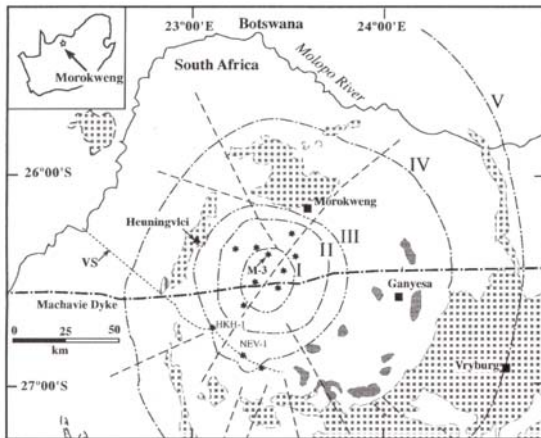 23°00'E
Botswana
24°00'E
Morokweng
South Africa
Molopo River
V
26°00'S
IV
Morokweng
Heuningvlei
III
II
VS
M-3
I
Machavie Dyke
Ganyesa
0 25 50
km
HKH-1
NEV-1
Vryburg
27°00'S